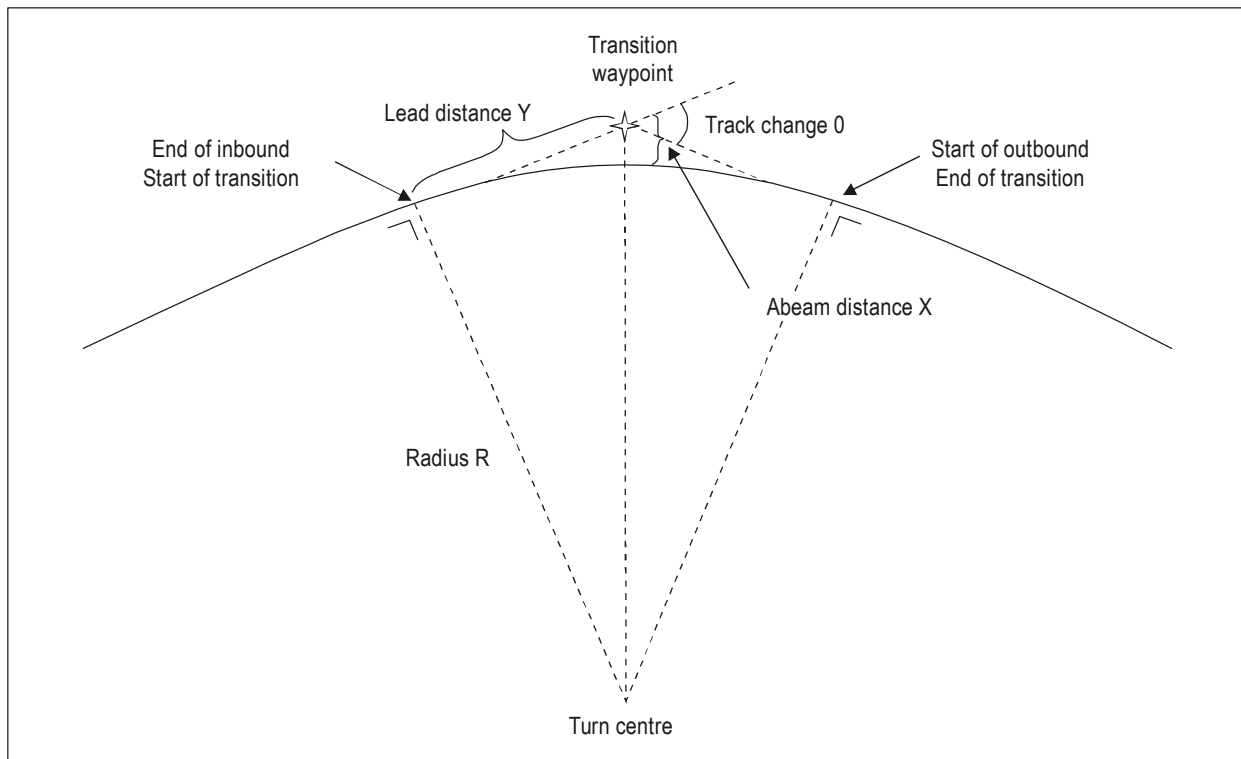 Transition
waypoint
Lead distance Y
Track change 0
End of inbound
Start of transition
Start of outbound
End of transition
Abeam distance X
Radius R
Turn centre